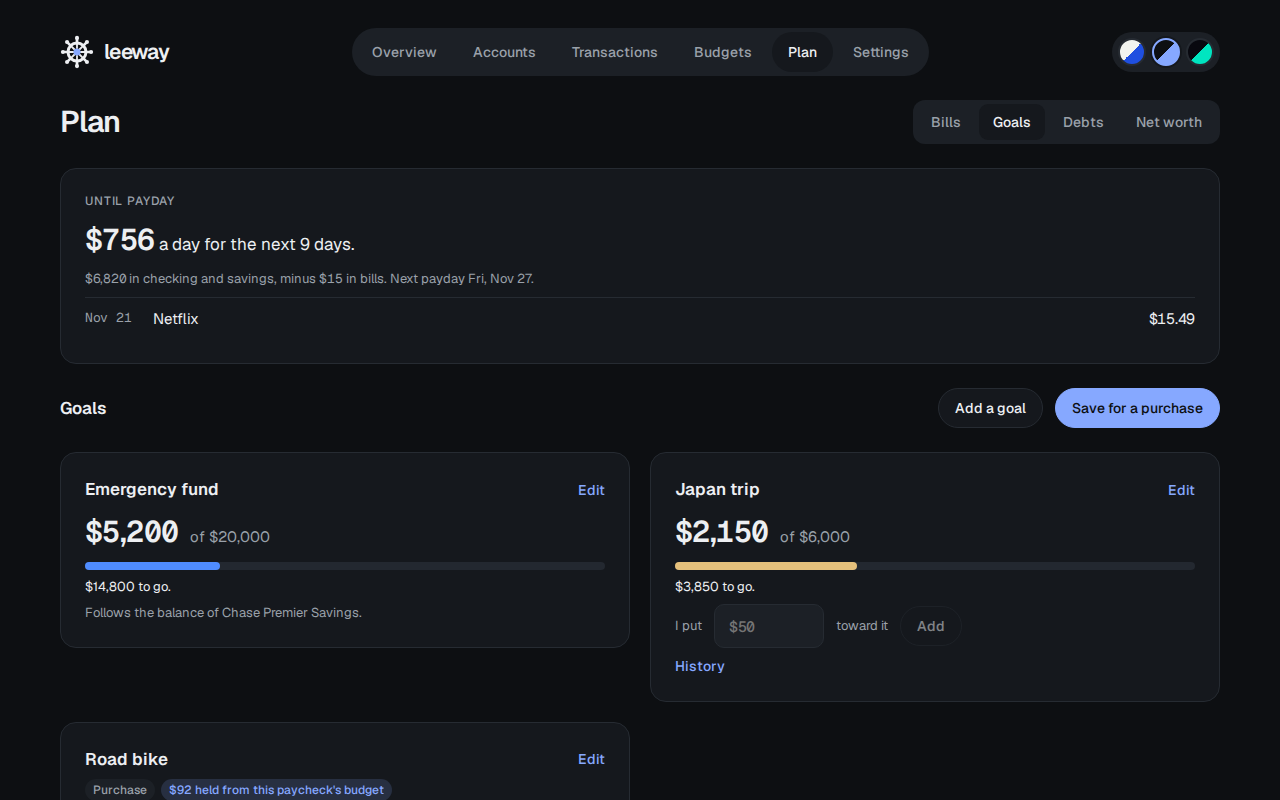 leeway
Overview Accounts Transactions Budgets Plan Settings
Plan
Bills Goals Debts Net worth
UNTIL PAYDAY
$756 a day for the next 9 days.
$6,820 in checking and savings, minus $15 in bills. Next payday Fri, Nov 27.
Nov 21 Netflix $15.49
Goals
Add a goal Save for a purchase
Emergency fund Edit
$5,200 of $20,000
$14,800 to go.
Follows the balance of Chase Premier Savings.
Japan trip Edit
$2,150 of $6,000
$3,850 to go.
I put $50 toward it Add
History
Road bike Edit
Purchase $92 held from this paycheck's budget